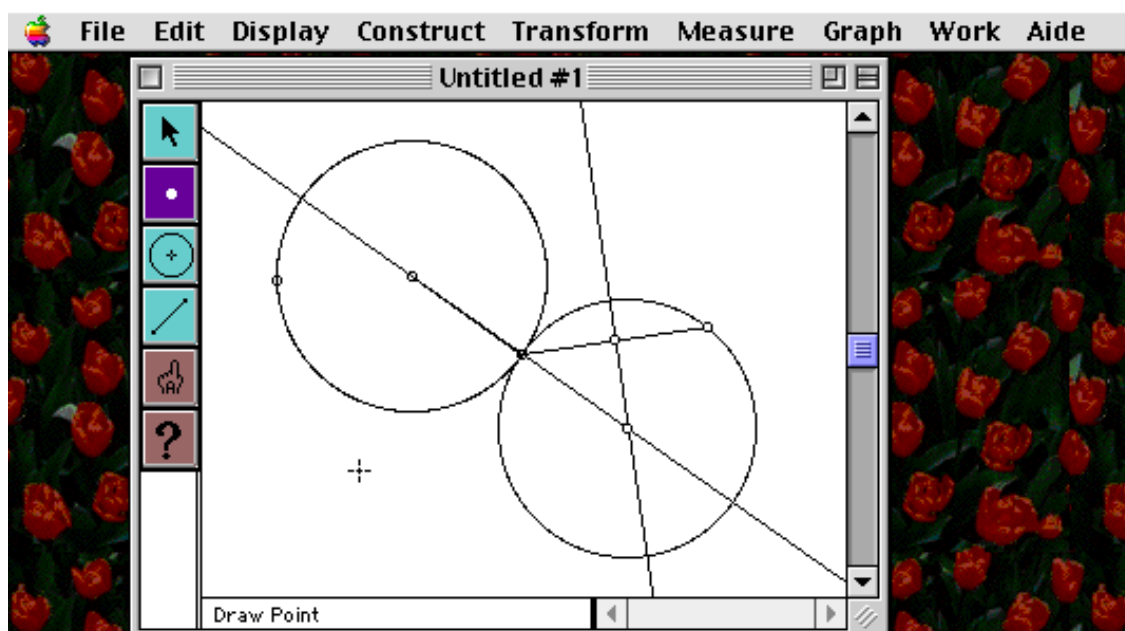 File Edit Display Construct Transform Measure Graph Work Aide
Untitled #1
A
?
Draw Point